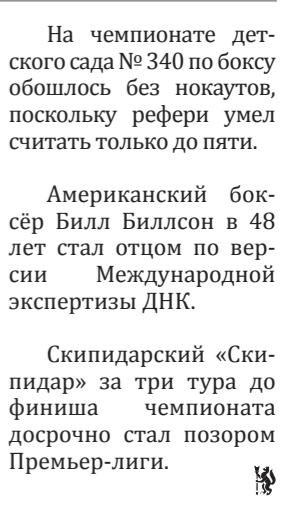 На чемпионате дет-
ского сада № 340 по боксу
обошлось без нокаутов,
поскольку рефери умел
считать только до пяти.
Американский бок-
сёр Билл Биллсон в 48
лет стал отцом по вер-
сии Международной
экспертизы ДНК.
Скипидарский «Ски-
пидар» за три тура до
финиша чемпионата
досрочно стал позором
Премьер-лиги.